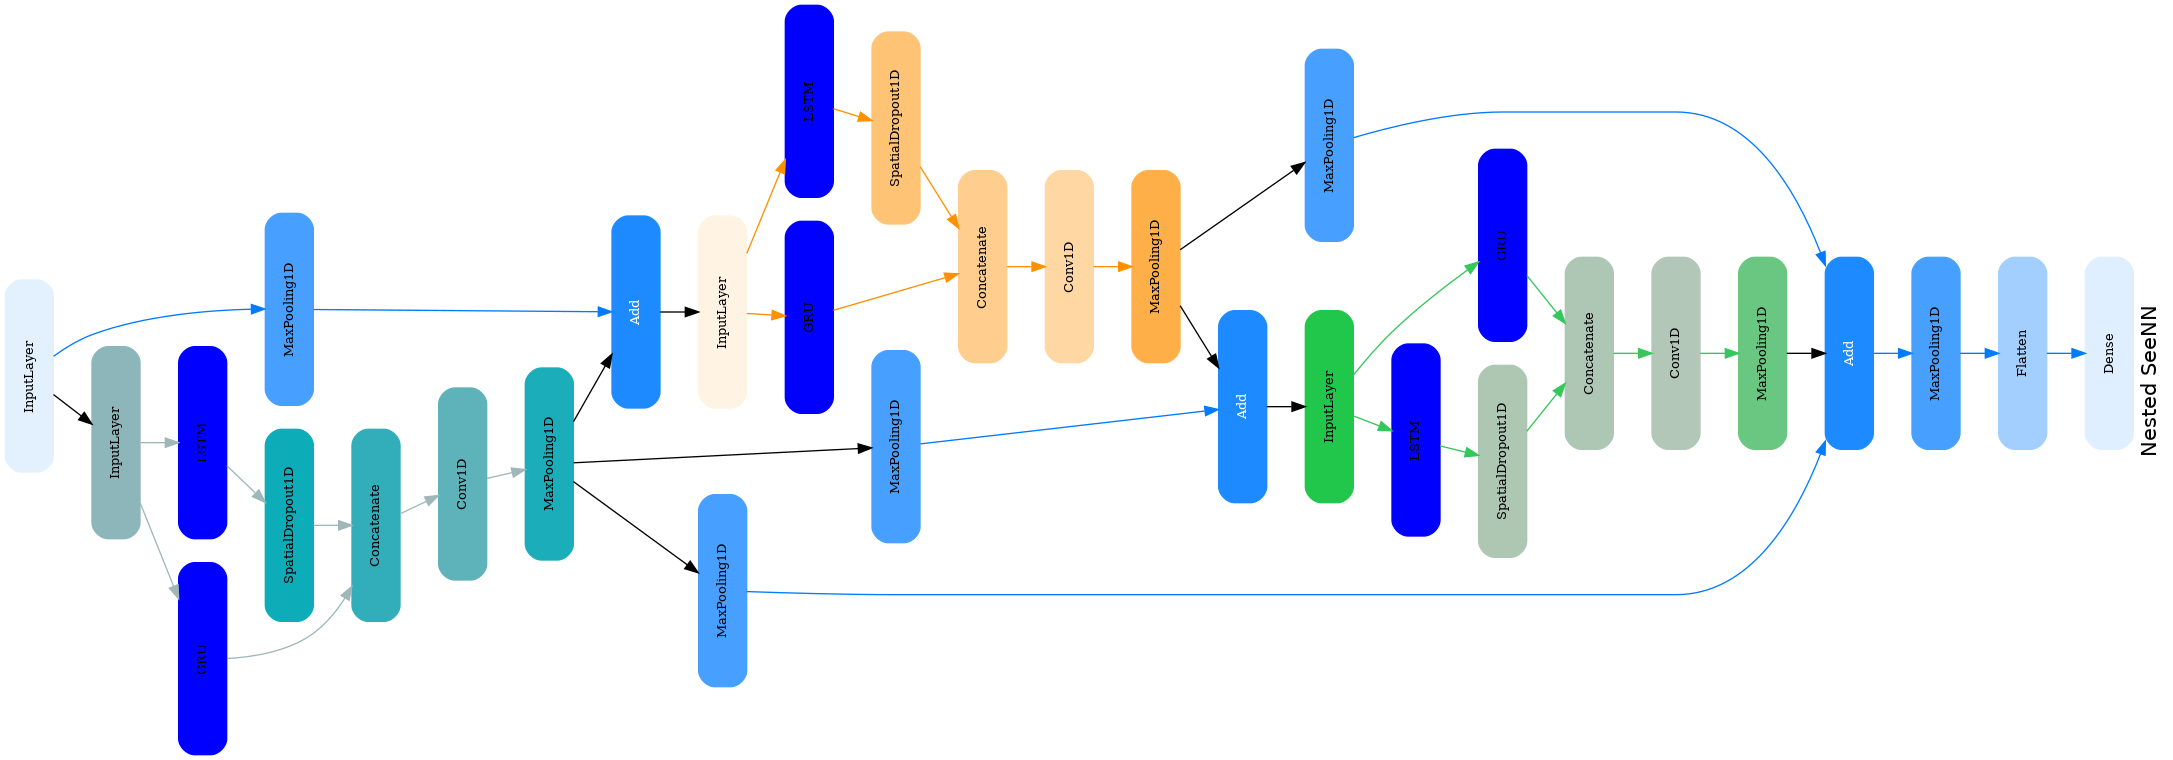 InputLayer
InputLayer
LSTM
GRU
MaxPooling1D
SpatialDropout1D
Concatenate
Conv1D
MaxPooling1D
Add
InputLayer
MaxPooling1D
LSTM
GRU
SpatialDropout1D
MaxPooling1D
Concatenate
Conv1D
MaxPooling1D
Add
MaxPooling1D
InputLayer
LSTM
GRU
SpatialDropout1D
Concatenate
Conv1D
MaxPooling1D
Add
MaxPooling1D
Flatten
Dense
Nested SeeNN